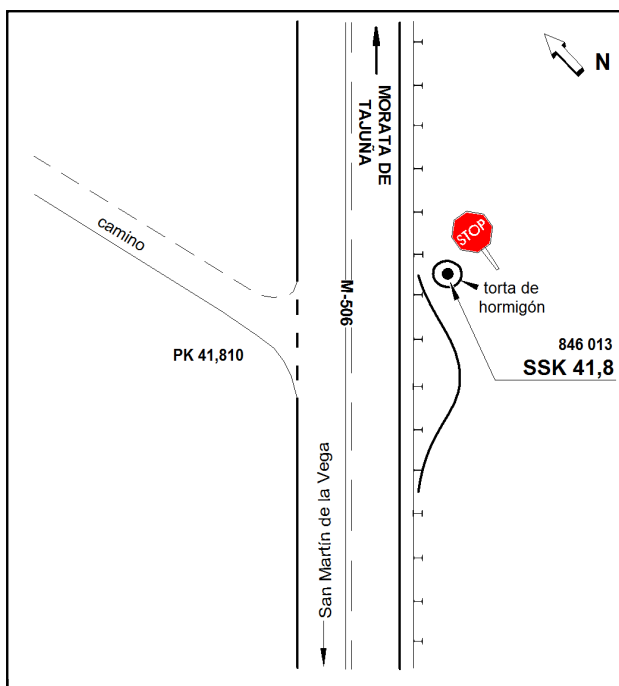 N
MORATA DE
TAJUÑA
STOP
camino
torta de
hormigón
M-506
846 013
PK 41,810
SSK 41,8
San Martín de la Vega